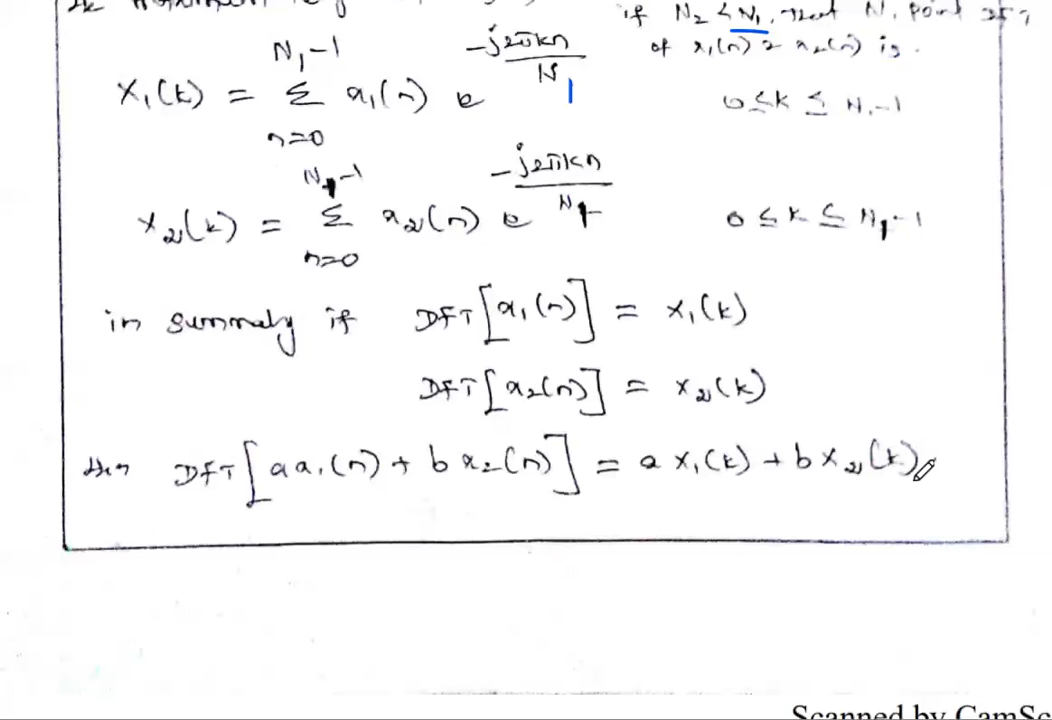 if N₂ < N₁, that N₁ point DFT
of x₁(n) & x₂(n) is.
X₁(k) = Σ_{n=0}^{N₁-1} x₁(n) e^{-j2πkn/N₁} 0 ≤ k ≤ N₁-1
X₂(k) = Σ_{n=0}^{N₁-1} x₂(n) e^{-j2πkn/N₁} 0 ≤ k ≤ N₁-1
in summaly if DFT[x₁(n)] = X₁(k)
DFT[x₂(n)] = X₂(k)
then DFT[a x₁(n) + b x₂(n)] = a X₁(k) + b X₂(k)
Scanned by CamSc